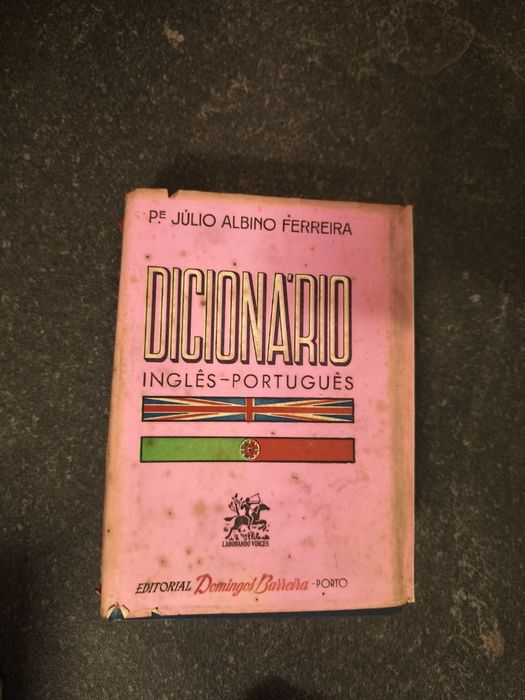 PE JÚLIO ALBINO FERREIRA
DICIONÁRIO
INGLÊS-PORTUGUÊS
LABORANDO VINCES
EDITORIAL Domingos Barreira - PORTO